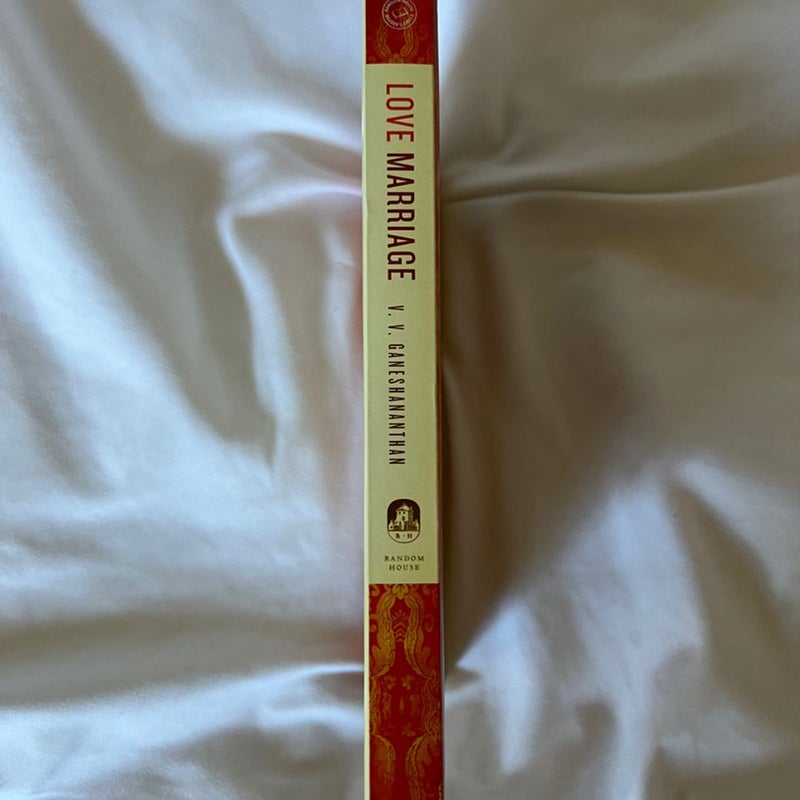 LOVE MARRIAGE
V. V. GANESHANANTHAN
R H
RANDOM
HOUSE